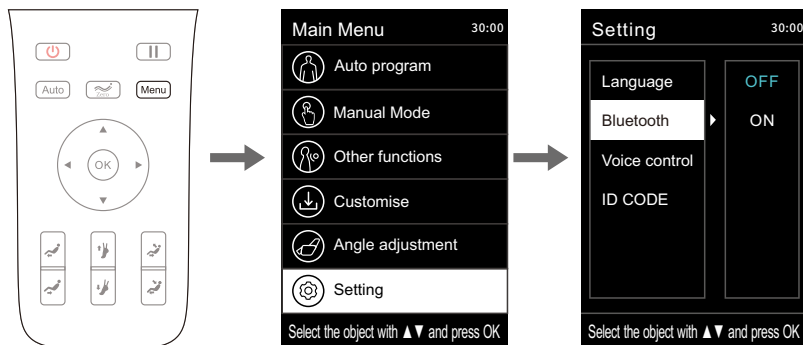 Auto
Zero
Menu
OK
Main Menu 30:00
Auto program
Manual Mode
Other functions
Customise
Angle adjustment
Setting
Select the object with ▲▼ and press OK
Setting 30:00
Language
Bluetooth
Voice control
ID CODE
OFF
ON
Select the object with ▲▼ and press OK